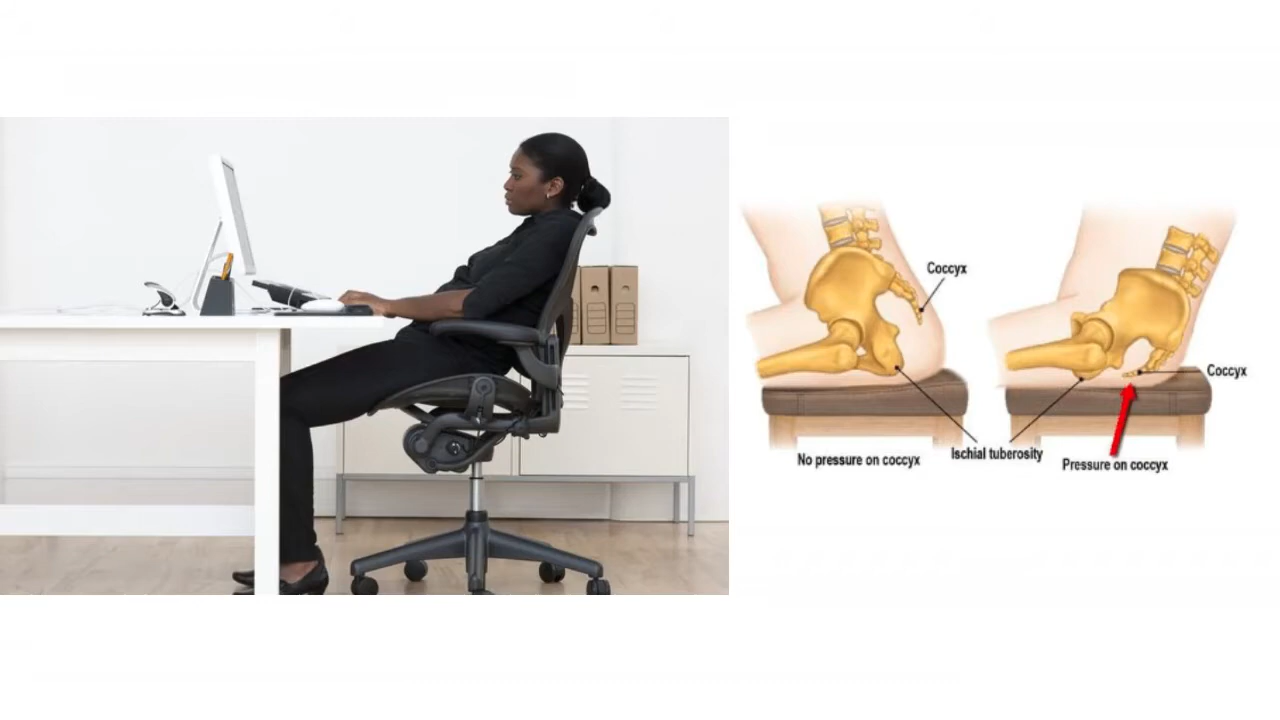 Coccyx
Coccyx
No pressure on coccyx
Ischial tuberosity
Pressure on coccyx